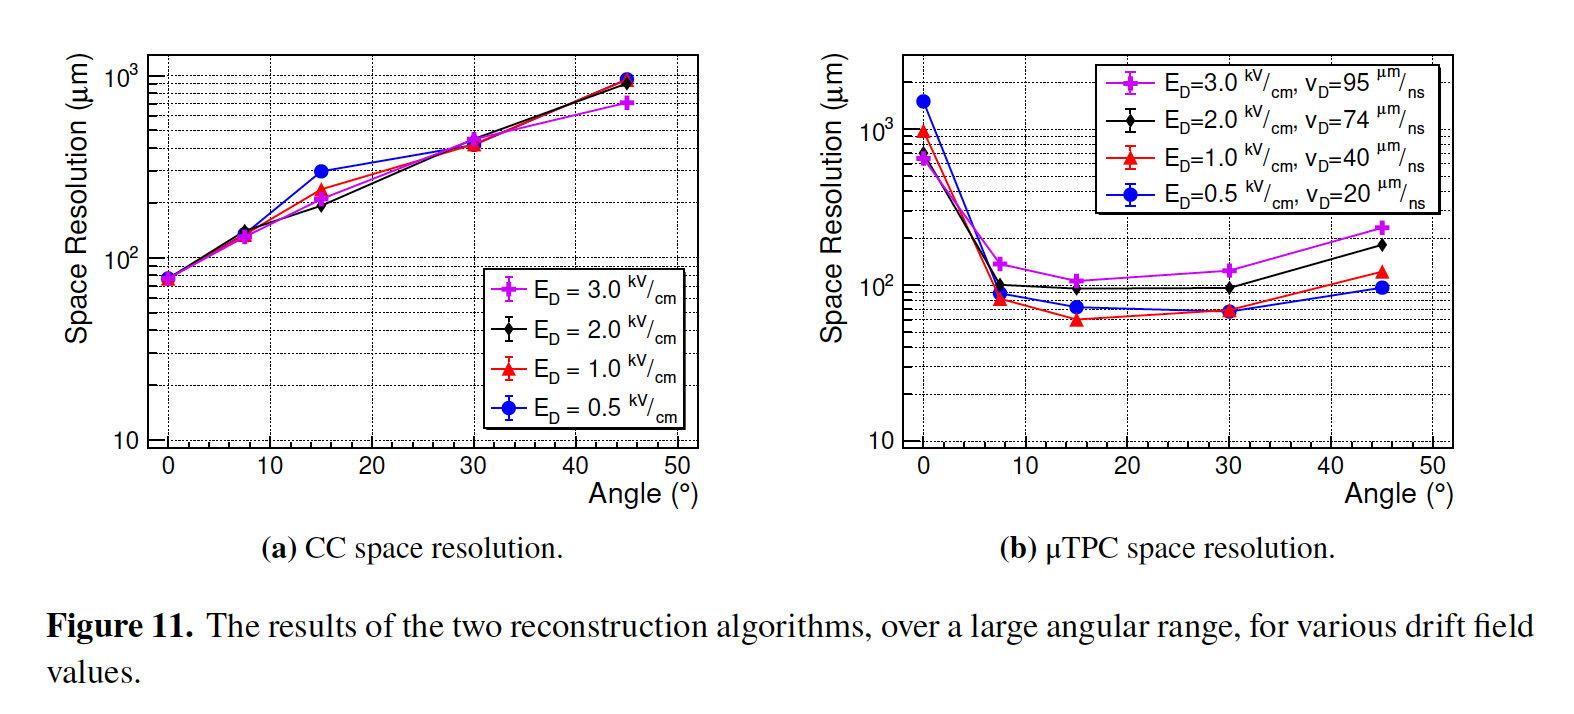 Space Resolution (μm)
10³
10²
10
0 10 20 30 40 50
Angle (°)
E_D = 3.0 kV/cm
E_D = 2.0 kV/cm
E_D = 1.0 kV/cm
E_D = 0.5 kV/cm
(a) CC space resolution.
Space Resolution (μm)
10³
10²
10
0 10 20 30 40 50
Angle (°)
E_D=3.0 kV/cm, v_D=95 μm/ns
E_D=2.0 kV/cm, v_D=74 μm/ns
E_D=1.0 kV/cm, v_D=40 μm/ns
E_D=0.5 kV/cm, v_D=20 μm/ns
(b) μTPC space resolution.
Figure 11. The results of the two reconstruction algorithms, over a large angular range, for various drift field
values.